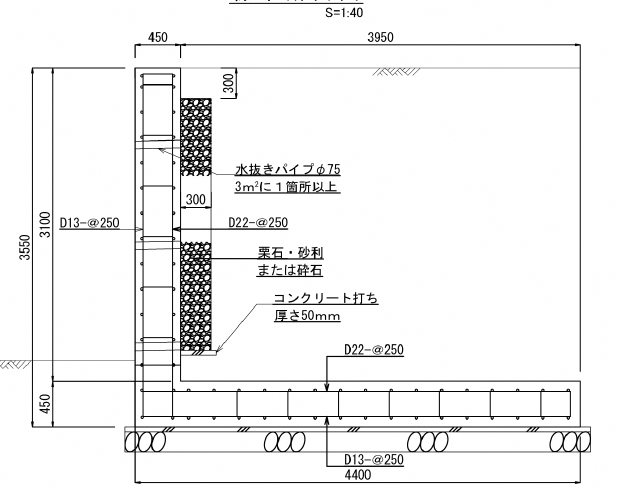 S=1:40
450
3950
300
水抜きパイプφ75
3m²に１箇所以上
300
D13-@250
D22-@250
3100
3550
栗石・砂利
または砕石
コンクリート打ち
厚さ50mm
D22-@250
450
D13-@250
4400